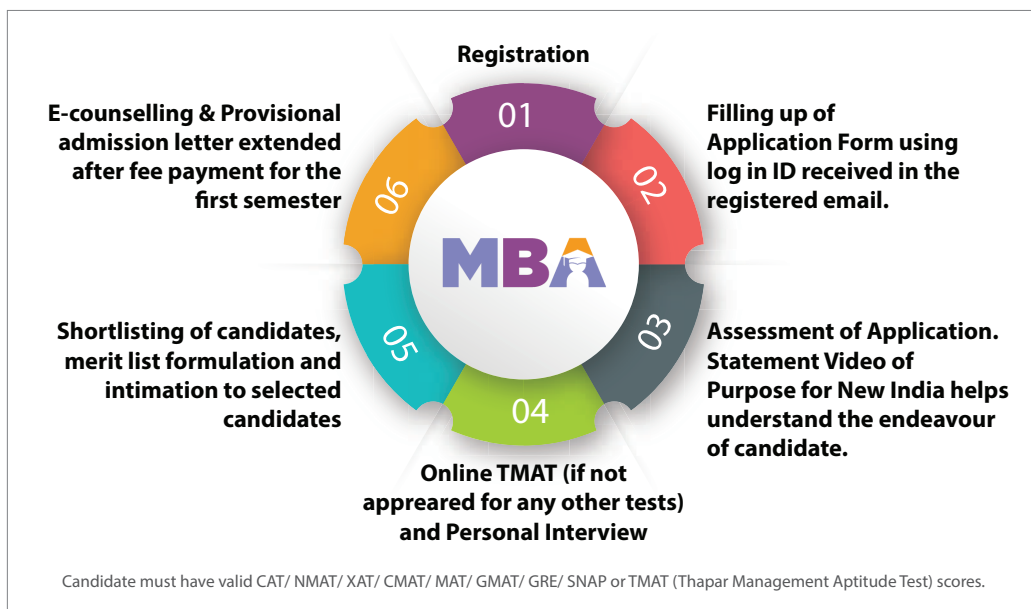 Registration
01
Filling up of
Application Form using
log in ID received in the
registered email.
02
Assessment of Application.
Statement Video of
Purpose for New India helps
understand the endeavour
of candidate.
03
04
Online TMAT (if not
appreared for any other tests)
and Personal Interview
05
Shortlisting of candidates,
merit list formulation and
intimation to selected
candidates
06
E-counselling & Provisional
admission letter extended
after fee payment for the
first semester
MBA
Candidate must have valid CAT/ NMAT/ XAT/ CMAT/ MAT/ GMAT/ GRE/ SNAP or TMAT (Thapar Management Aptitude Test) scores.